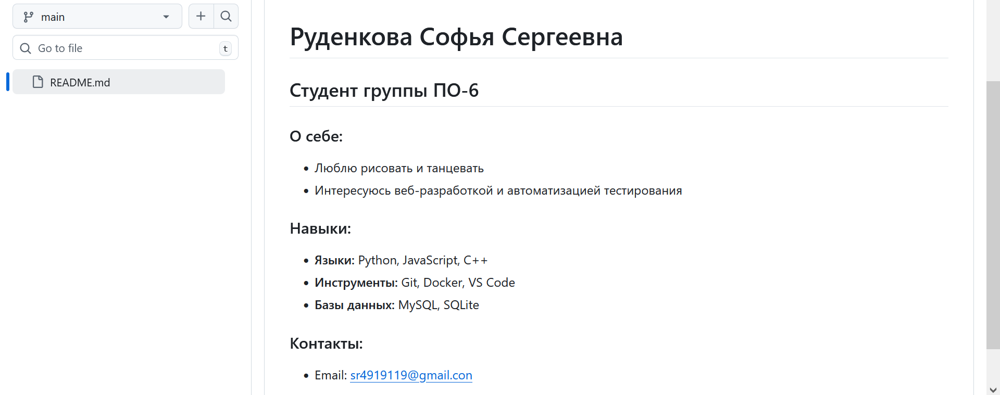 main
Go to file
t
README.md
Руденкова Софья Сергеевна
Студент группы ПО-6
О себе:
Люблю рисовать и танцевать
Интересуюсь веб-разработкой и автоматизацией тестирования
Навыки:
Языки: Python, JavaScript, C++
Инструменты: Git, Docker, VS Code
Базы данных: MySQL, SQLite
Контакты:
Email: sr4919119@gmail.con